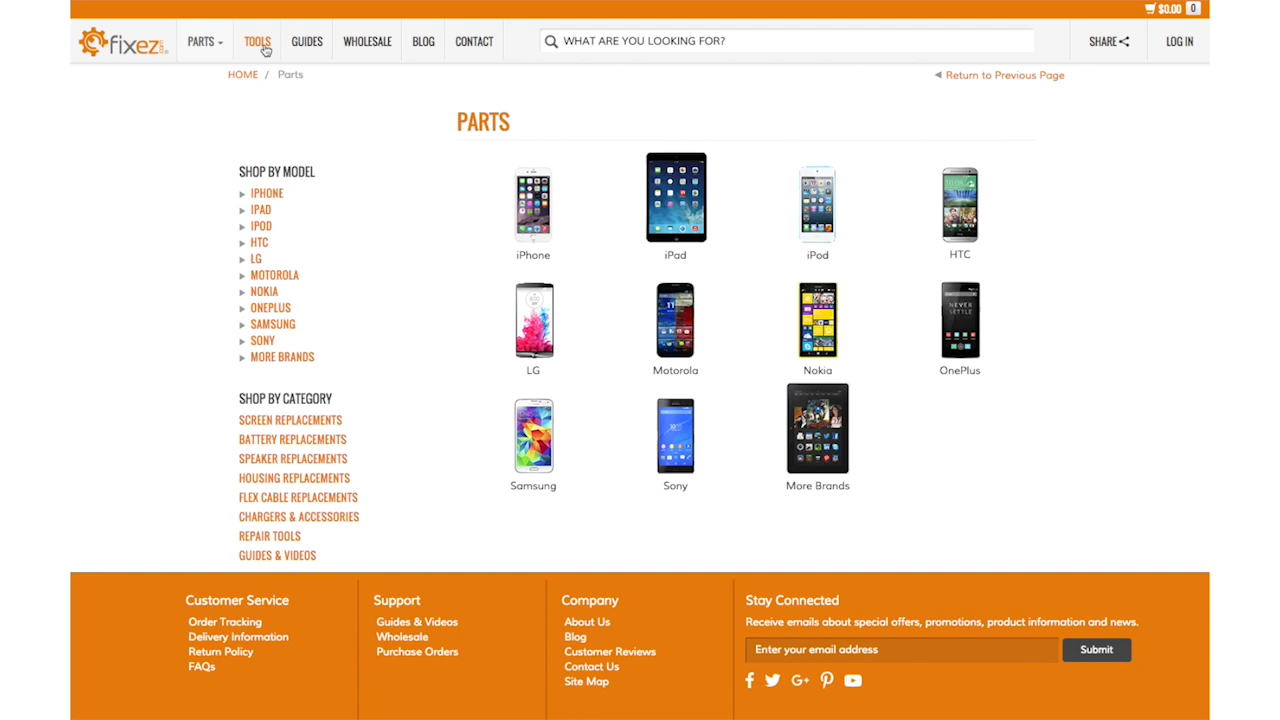 $0.00 0
fixez.com PARTS TOOLS GUIDES WHOLESALE BLOG CONTACT WHAT ARE YOU LOOKING FOR? SHARE LOG IN
HOME / Parts
Return to Previous Page
PARTS
SHOP BY MODEL
IPHONE
IPAD
IPOD
HTC
LG
MOTOROLA
NOKIA
ONEPLUS
SAMSUNG
SONY
MORE BRANDS
SHOP BY CATEGORY
SCREEN REPLACEMENTS
BATTERY REPLACEMENTS
SPEAKER REPLACEMENTS
HOUSING REPLACEMENTS
FLEX CABLE REPLACEMENTS
CHARGERS & ACCESSORIES
REPAIR TOOLS
GUIDES & VIDEOS
iPhone iPad iPod HTC
NEVER
SETTLE
LG Motorola Nokia OnePlus
Samsung Sony More Brands
Customer Service
Order Tracking
Delivery Information
Return Policy
FAQs
Support
Guides & Videos
Wholesale
Purchase Orders
Company
About Us
Blog
Customer Reviews
Contact Us
Site Map
Stay Connected
Receive emails about special offers, promotions, product information and news.
Enter your email address Submit